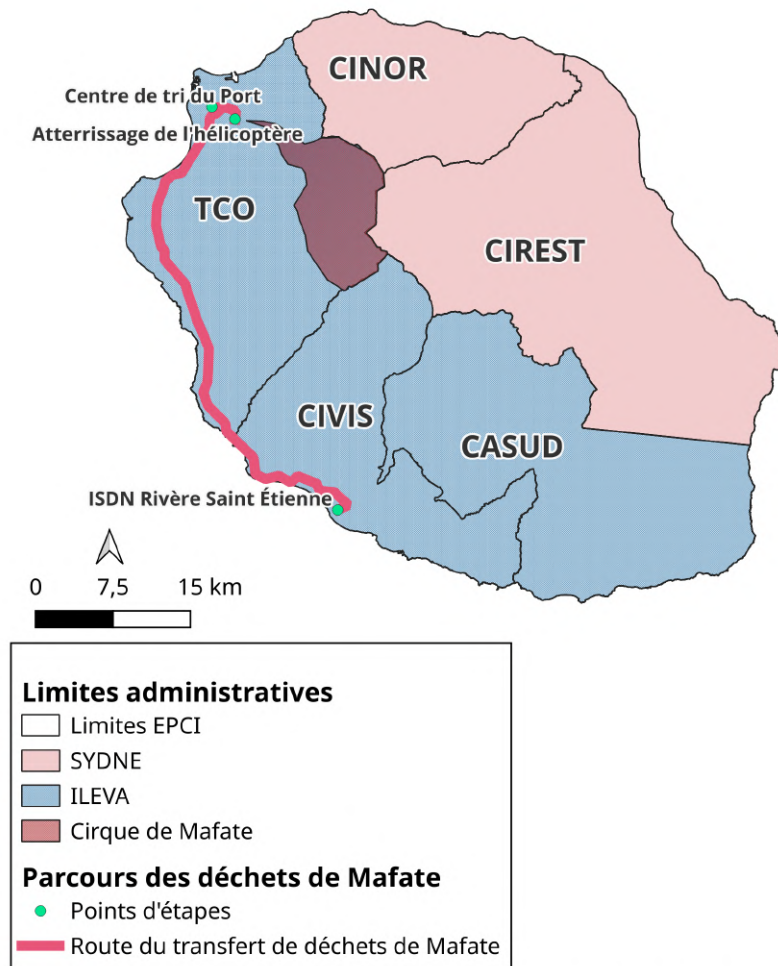 CINOR
Centre de tri du Port
Atterrissage de l'hélicoptère
TCO
CIREST
CIVIS
CASUD
ISDN Rivère Saint Étienne
0 7,5 15 km
Limites administratives
Limites EPCI
SYDNE
ILEVA
Cirque de Mafate
Parcours des déchets de Mafate
Points d'étapes
Route du transfert de déchets de Mafate